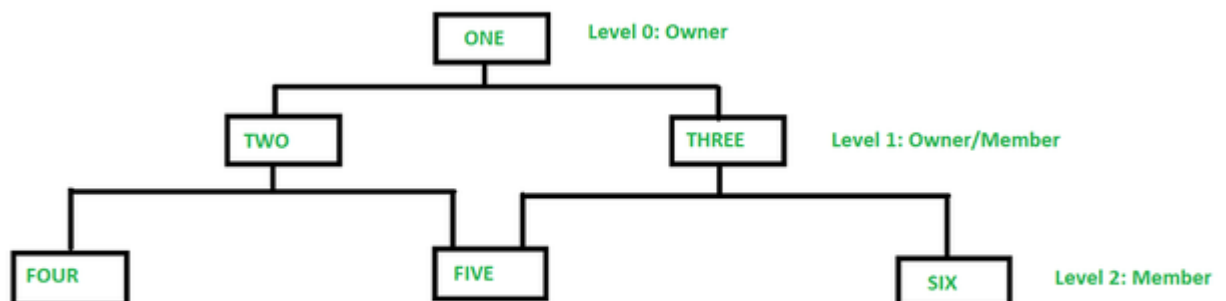 ONE
Level 0: Owner
TWO
THREE
Level 1: Owner/Member
FOUR
FIVE
SIX
Level 2: Member